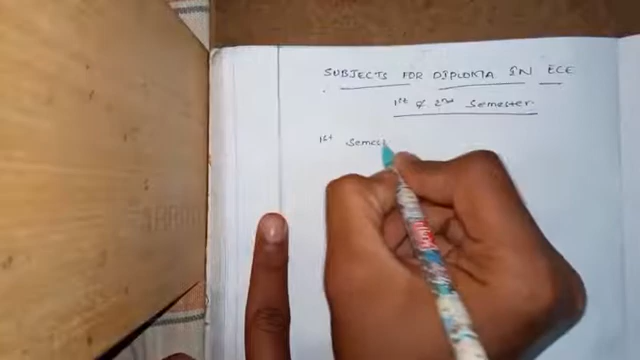 SUBJECTS FOR DIPLOMA IN ECE
1st & 2nd Semester
1st Semest